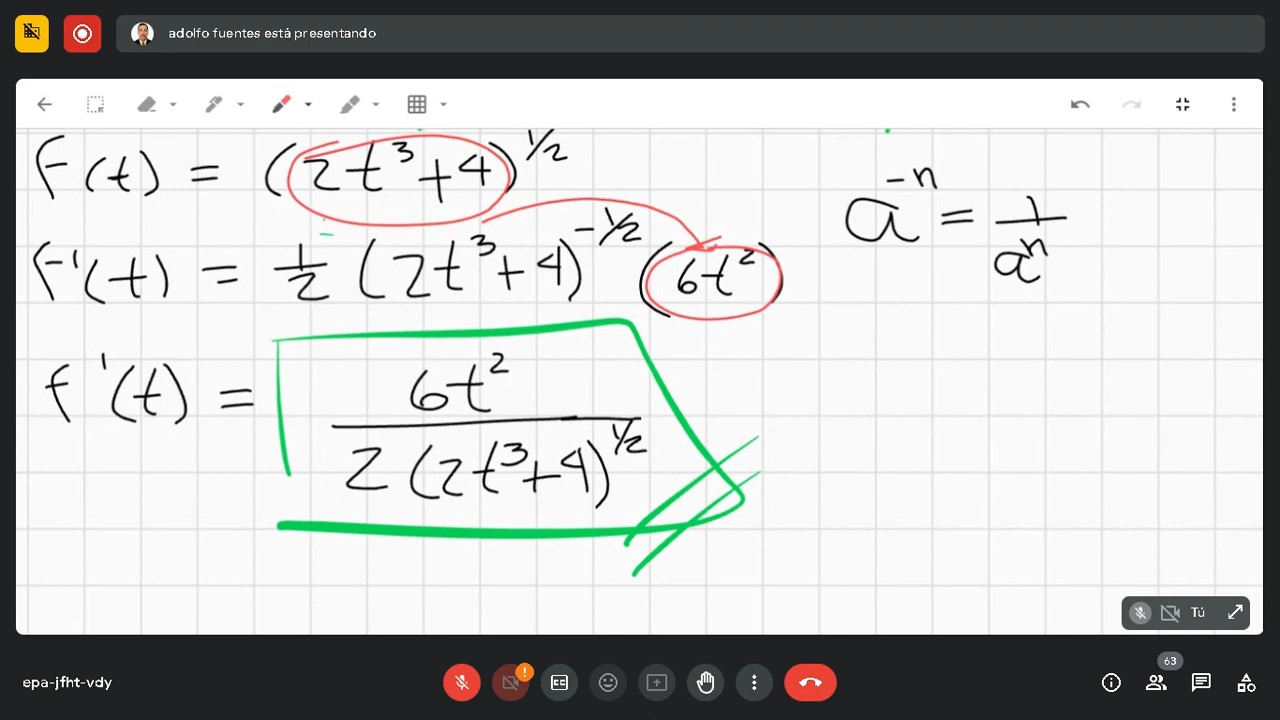 adolfo fuentes está presentando
f(t) = (2t³+4)^1/2
f'(t) = 1/2 (2t³+4)^-1/2 (6t²)
a^-n = 1/a^n
f'(t) = 6t² / 2(2t³+4)^1/2
Tú
epa-jfht-vdy
CC
63